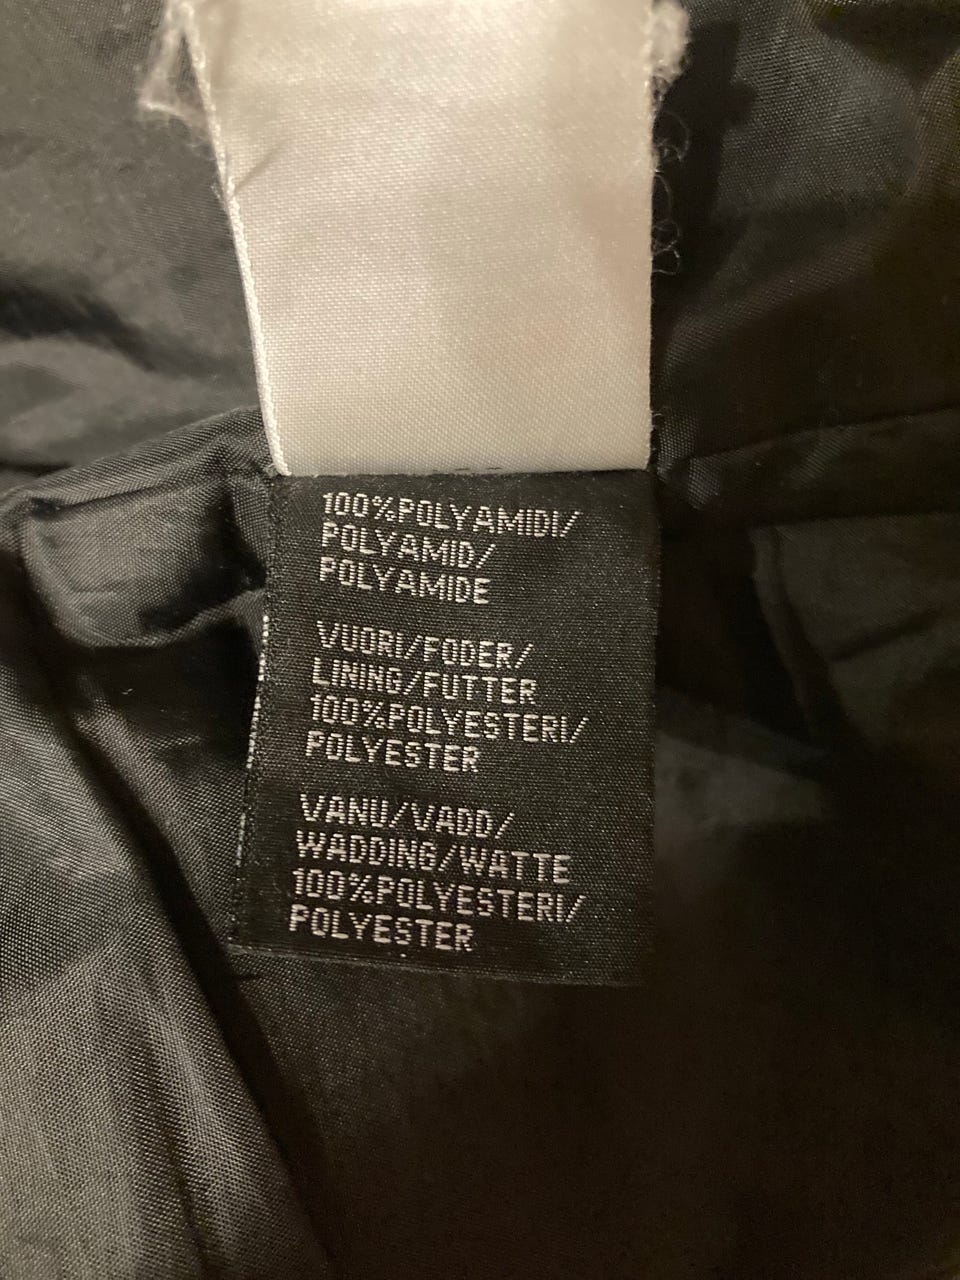 100%POLYAMIDI/
POLYAMID/
POLYAMIDE
VUORI/FODER/
LINING/FUTTER
100%POLYESTERI/
POLYESTER
VANU/VADD/
WADDING/WATTE
100%POLYESTERI/
POLYESTER